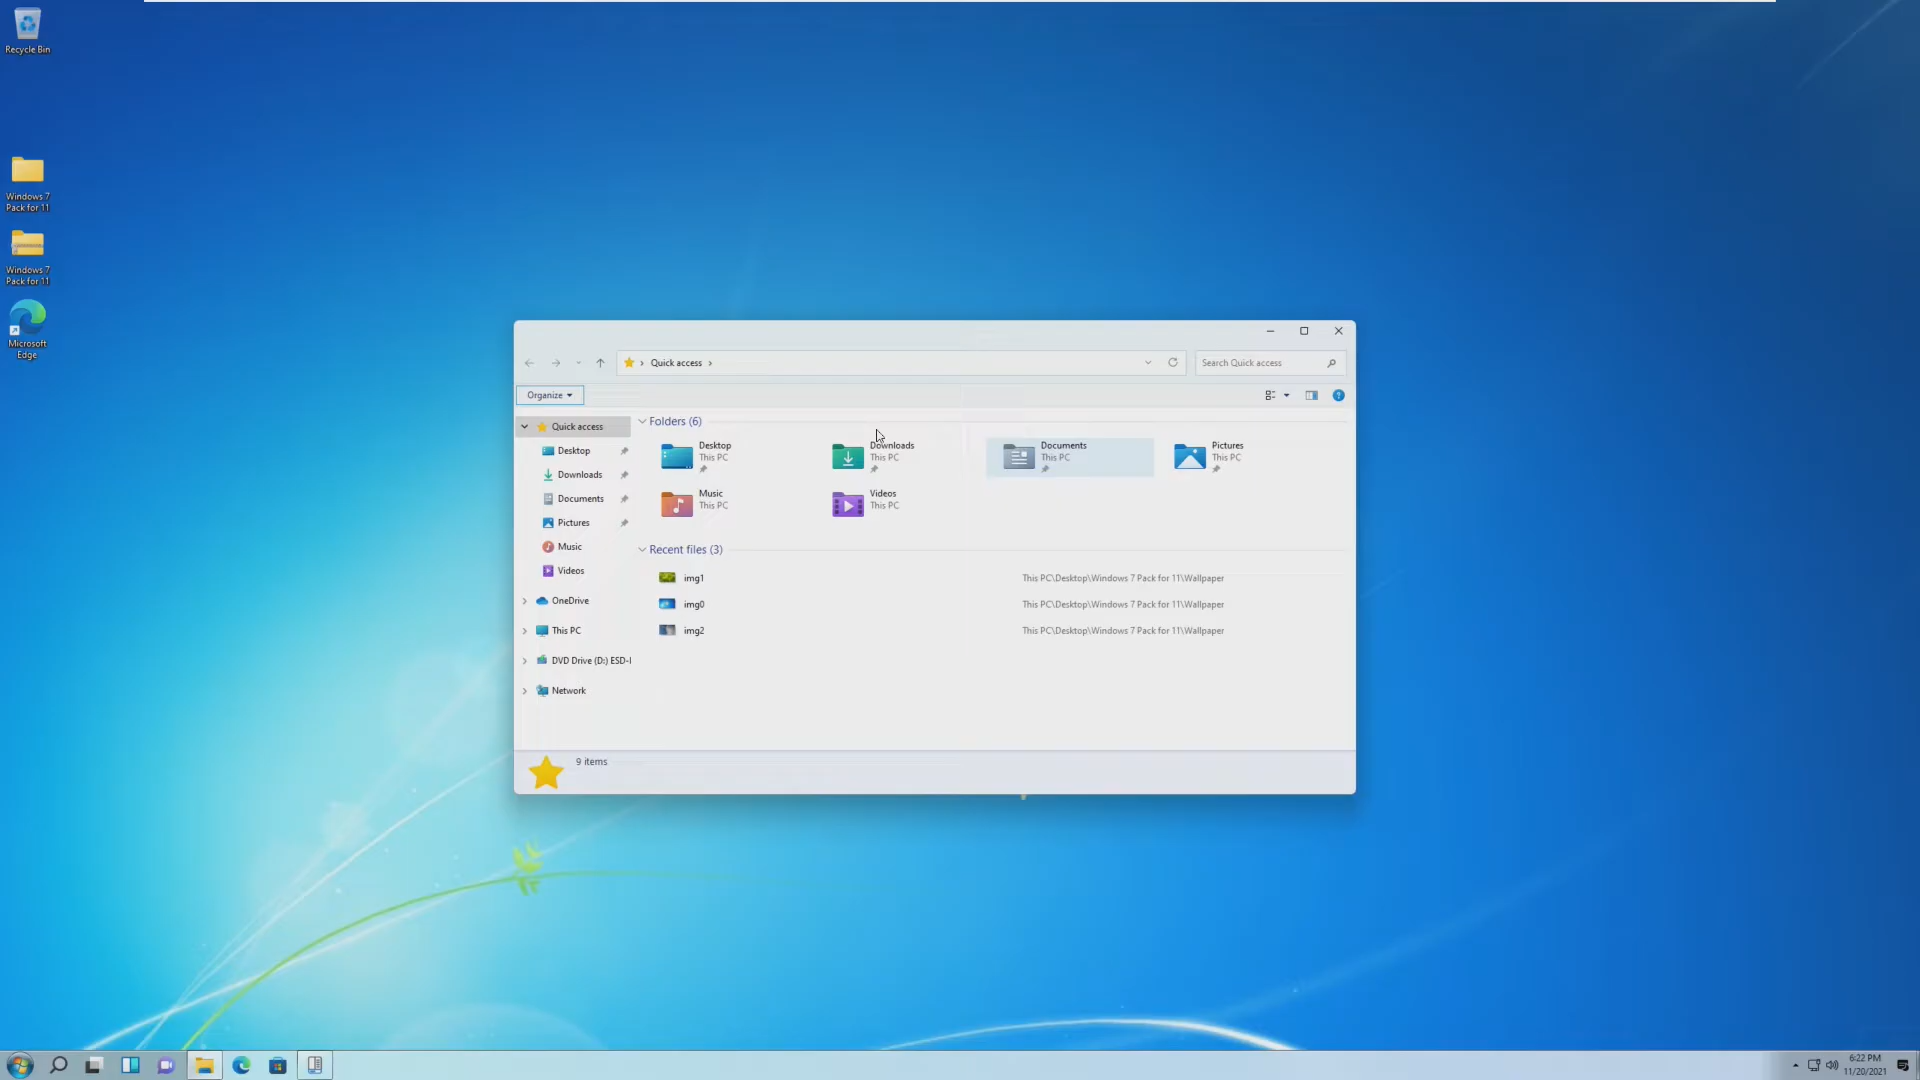 Recycle Bin
Windows 7
Pack for 11
Windows 7
Pack for 11
Microsoft
Edge
Quick access
Search Quick access
Organize
Quick access
Desktop
Downloads
Documents
Pictures
Music
Videos
OneDrive
This PC
DVD Drive (D:) ESD-I
Network
Folders (6)
Desktop
This PC
Downloads
This PC
Documents
This PC
Pictures
This PC
Music
This PC
Videos
This PC
Recent files (3)
img1 This PC\Desktop\Windows 7 Pack for 11\Wallpaper
img0 This PC\Desktop\Windows 7 Pack for 11\Wallpaper
img2 This PC\Desktop\Windows 7 Pack for 11\Wallpaper
9 items
6:22 PM
11/20/2021